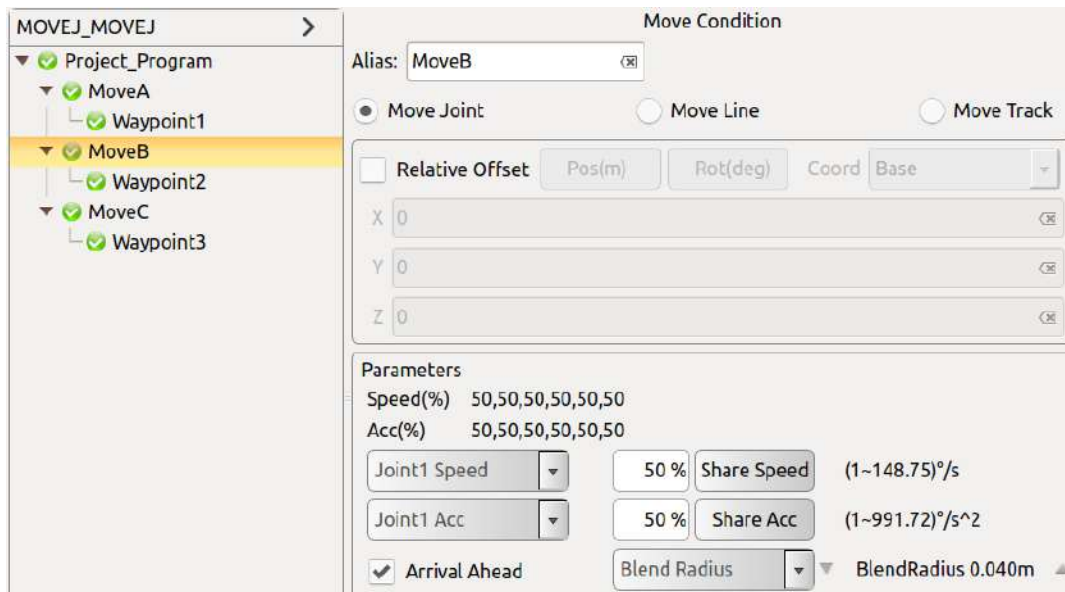 MOVEJ_MOVEJ
Project_Program
MoveA
Waypoint1
MoveB
Waypoint2
MoveC
Waypoint3
Move Condition
Alias: MoveB
Move Joint Move Line Move Track
Relative Offset Pos(m) Rot(deg) Coord Base
X 0
Y 0
Z 0
Parameters
Speed(%) 50,50,50,50,50,50
Acc(%) 50,50,50,50,50,50
Joint1 Speed 50 % Share Speed (1~148.75)°/s
Joint1 Acc 50 % Share Acc (1~991.72)°/s^2
Arrival Ahead Blend Radius BlendRadius 0.040m